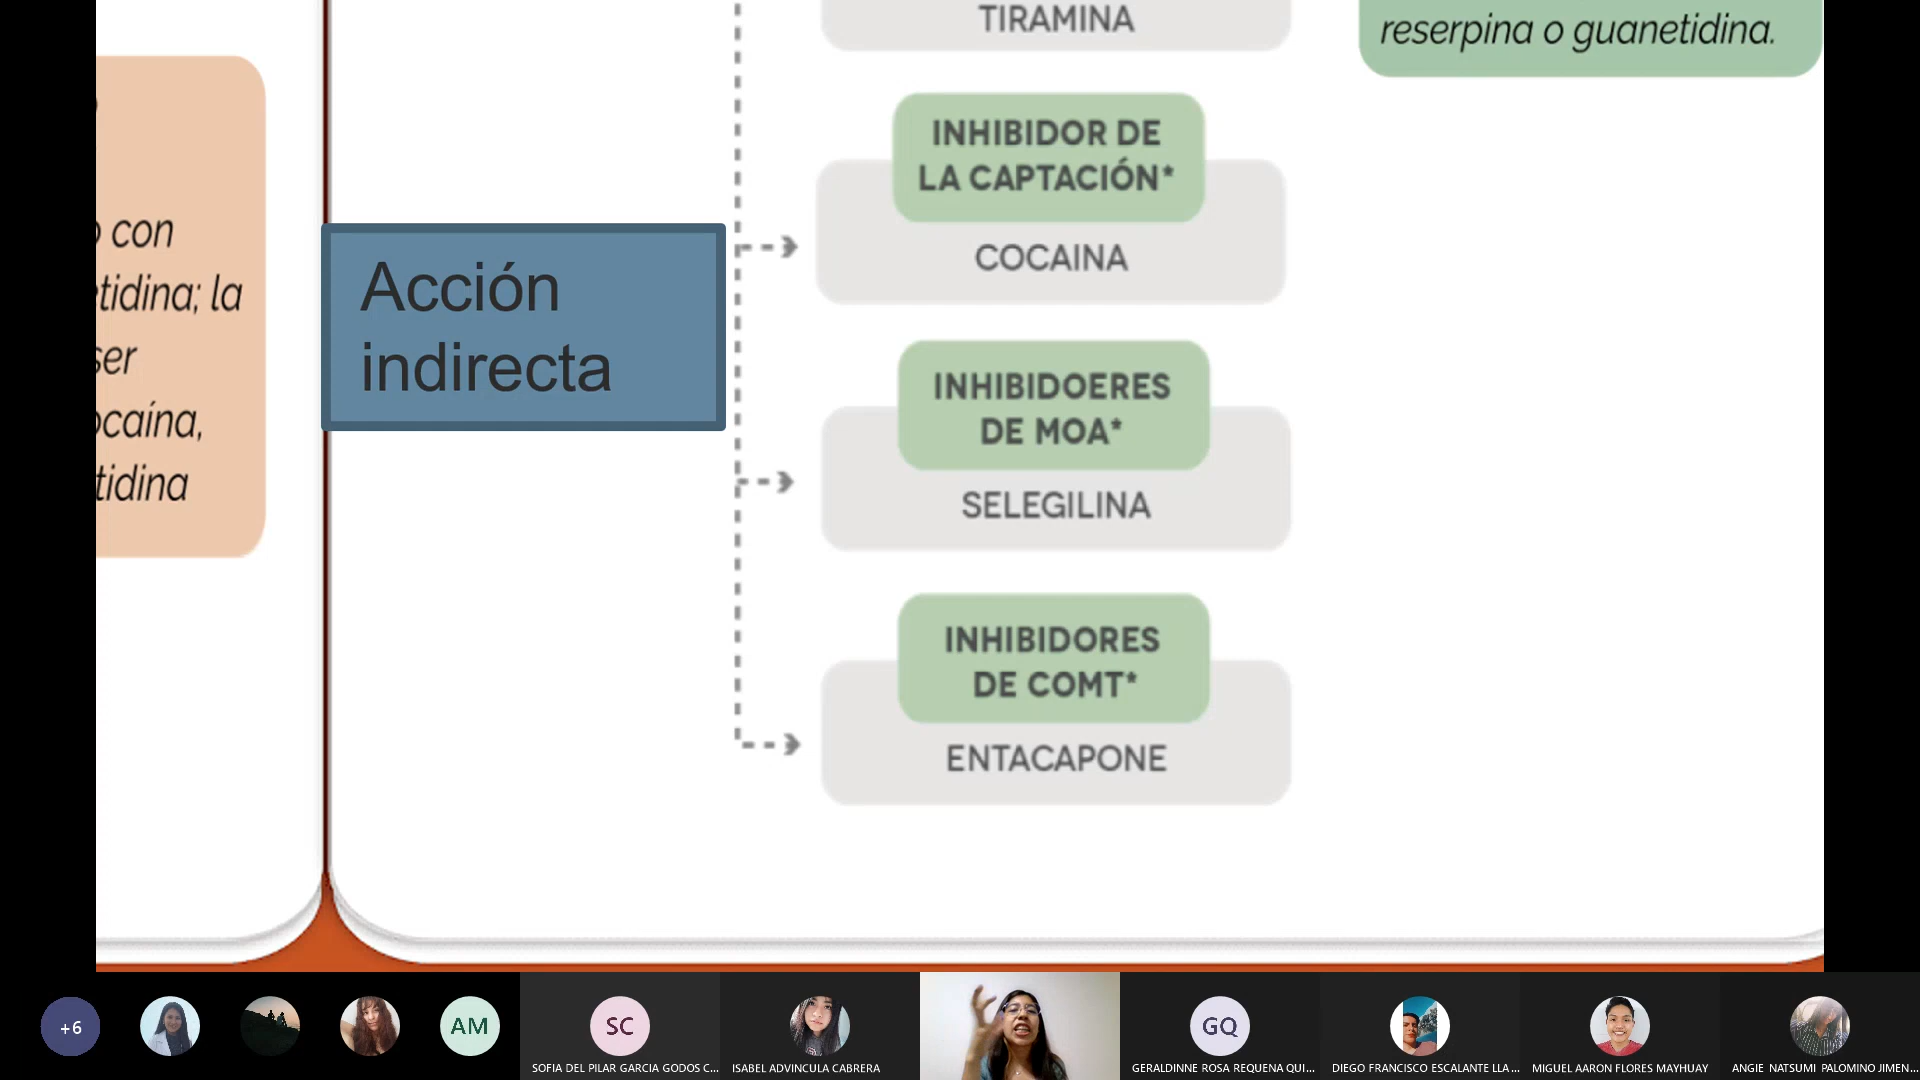 TIRAMINA
reserpina o guanetidina.
INHIBIDOR DE
LA CAPTACIÓN*
COCAINA
con
tidina; la
ser
ocaína,
tidina
Acción
indirecta
INHIBIDOERES
DE MOA*
SELEGILINA
INHIBIDORES
DE COMT*
ENTACAPONE
+6
AM
SC
GQ
SOFIA DEL PILAR GARCIA GODOS C...
ISABEL ADVINCULA CABRERA
GERALDINNE ROSA REQUENA QUI...
DIEGO FRANCISCO ESCALANTE LLA...
MIGUEL AARON FLORES MAYHUAY
ANGIE NATSUMI PALOMINO JIMEN...